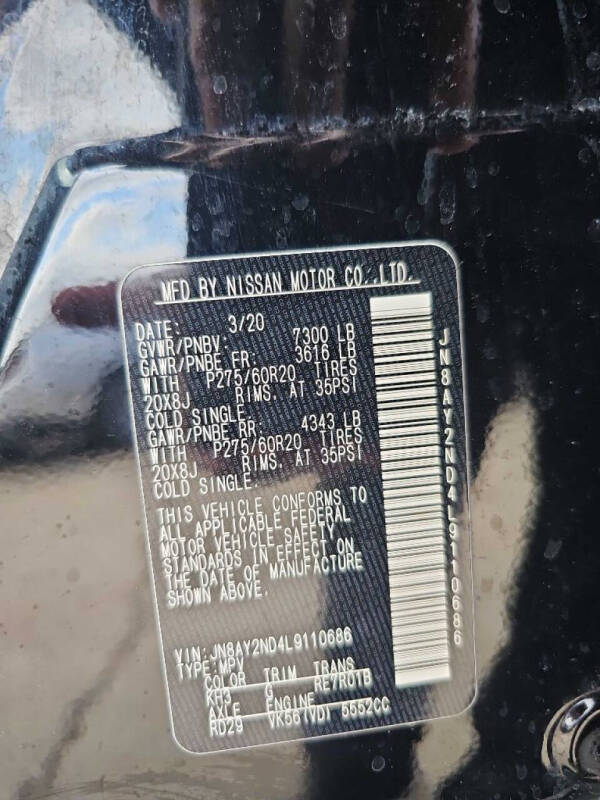 MFD BY NISSAN MOTOR CO.,LTD.
DATE: 3/20
GVWR/PNBV: 7300 LB
GAWR/PNBE FR: 3616 LB
WITH P275/60R20 TIRES
20X8J RIMS. AT 35PSI
COLD SINGLE.
GAWR/PNBE RR: 4343 LB
WITH P275/60R20 TIRES
20X8J RIMS. AT 35PSI
COLD SINGLE.
THIS VEHICLE CONFORMS TO
ALL APPLICABLE FEDERAL
MOTOR VEHICLE SAFETY
STANDARDS IN EFFECT ON
THE DATE OF MANUFACTURE
SHOWN ABOVE.
VIN: JN8AY2ND4L9110686
TYPE: MPV
COLOR TRIM TRANS
KH3 G RE7R01B
AXLE ENGINE
RD29 VK56(VD) 5552CC
JN8AY2ND4L9110686